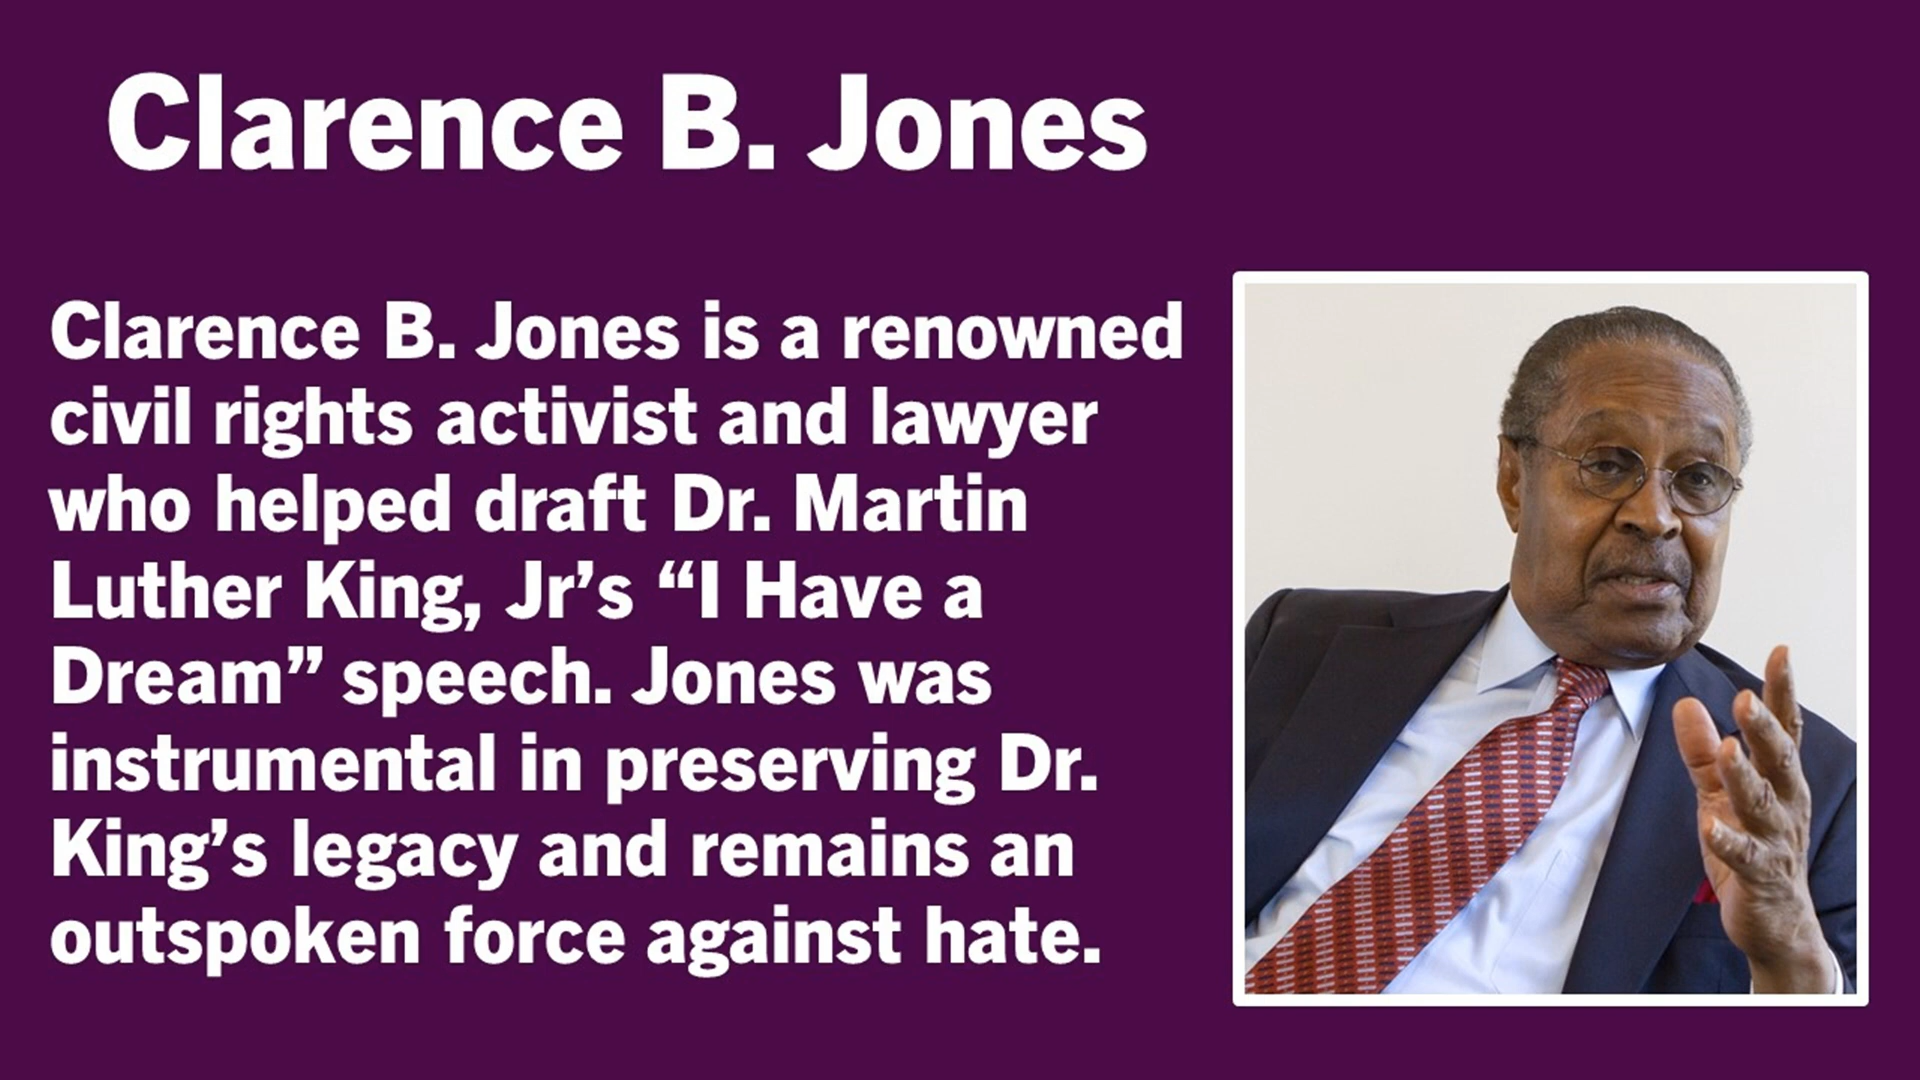 Clarence B. Jones
Clarence B. Jones is a renowned
civil rights activist and lawyer
who helped draft Dr. Martin
Luther King, Jr’s “I Have a
Dream” speech. Jones was
instrumental in preserving Dr.
King’s legacy and remains an
outspoken force against hate.